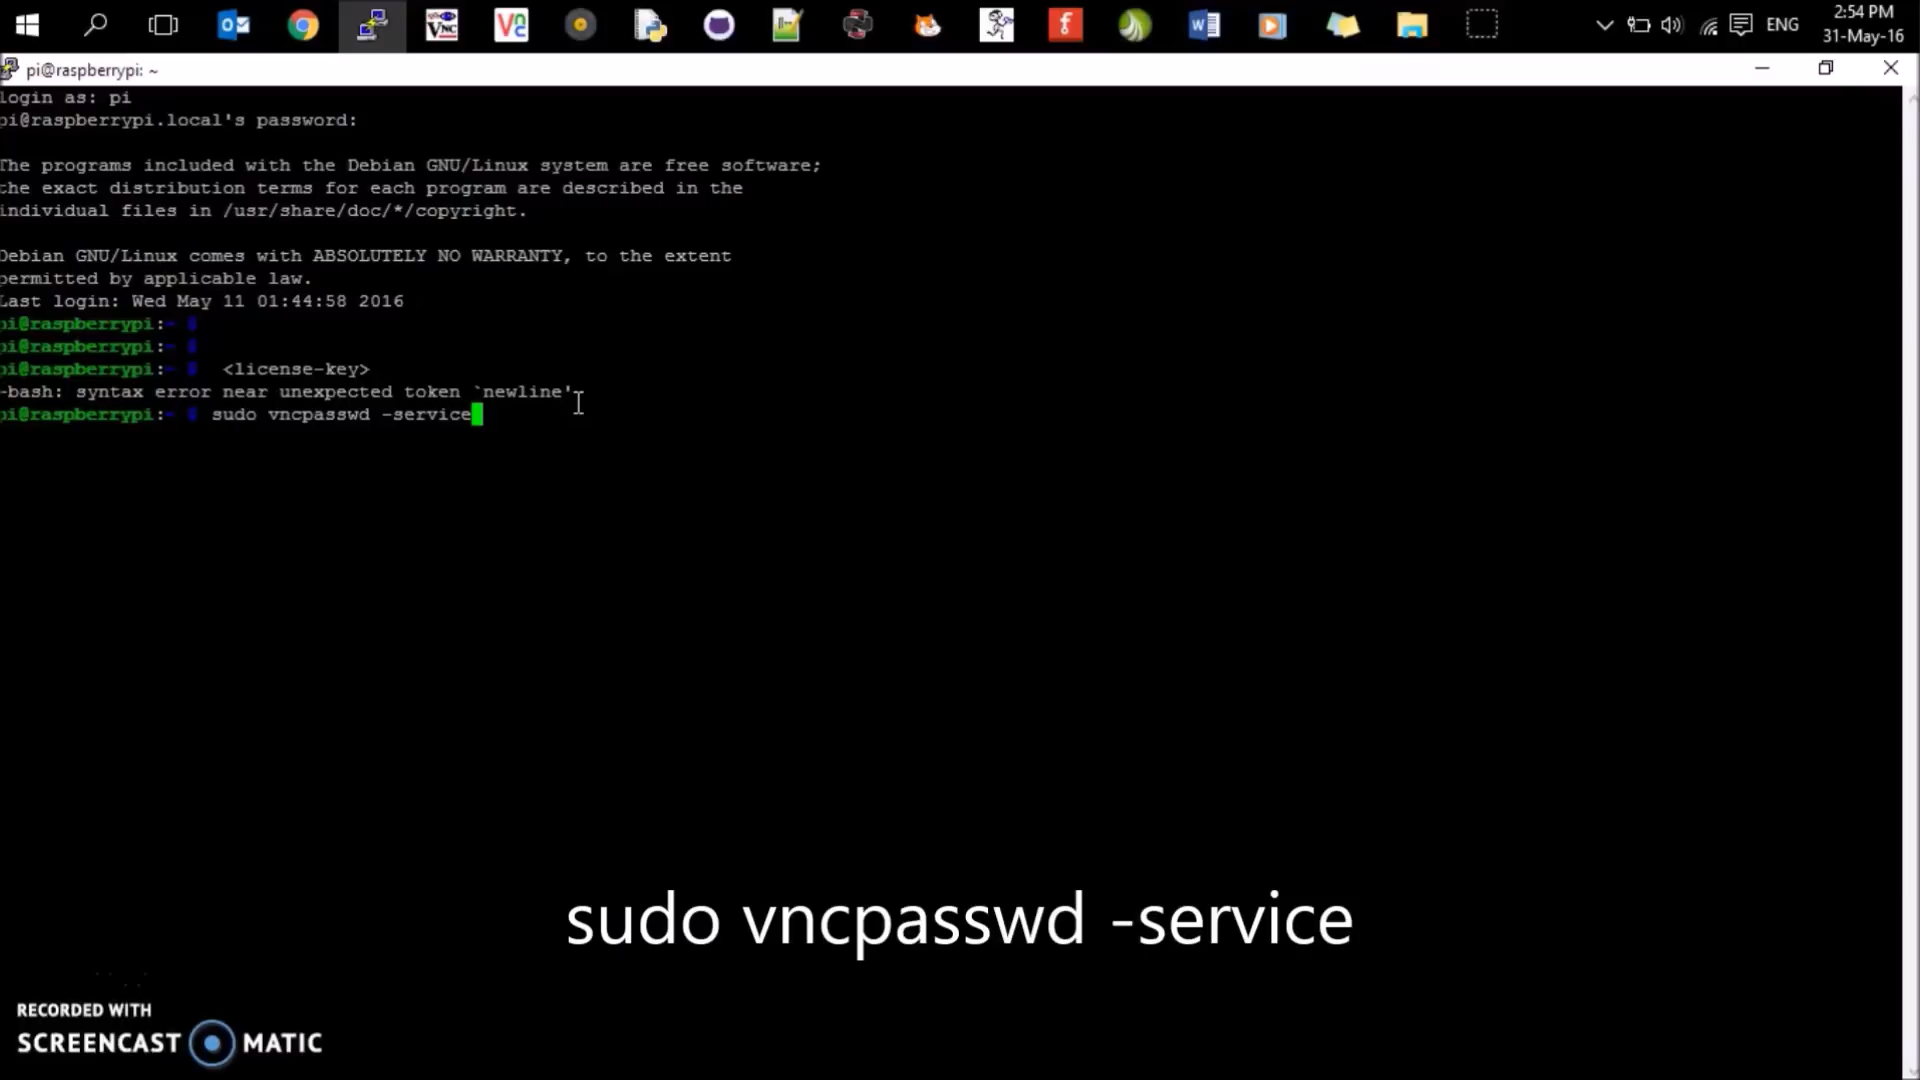 ENG
2:54 PM
31-May-16
pi@raspberrypi: ~
login as: pi
pi@raspberrypi.local's password:
The programs included with the Debian GNU/Linux system are free software;
the exact distribution terms for each program are described in the
individual files in /usr/share/doc/*/copyright.
Debian GNU/Linux comes with ABSOLUTELY NO WARRANTY, to the extent
permitted by applicable law.
Last login: Wed May 11 01:44:58 2016
pi@raspberrypi:~ $
pi@raspberrypi:~ $
pi@raspberrypi:~ $  <license-key>
-bash: syntax error near unexpected token `newline'
pi@raspberrypi:~ $ sudo vncpasswd -service
sudo vncpasswd -service
RECORDED WITH
SCREENCAST MATIC